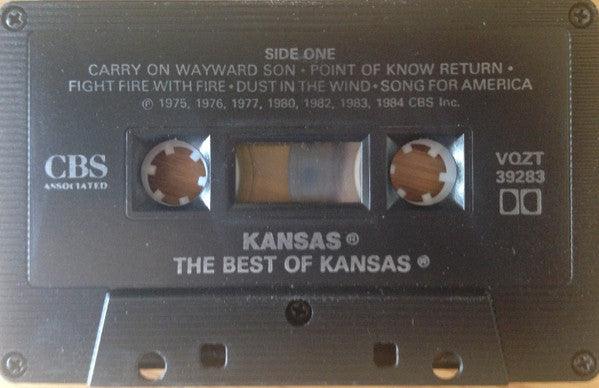 SIDE ONE
CARRY ON WAYWARD SON • POINT OF KNOW RETURN •
FIGHT FIRE WITH FIRE • DUST IN THE WIND • SONG FOR AMERICA
℗ 1975, 1976, 1977, 1980, 1982, 1983, 1984 CBS Inc.
CBS
ASSOCIATED
VQZT
39283
KANSAS ®
THE BEST OF KANSAS ®